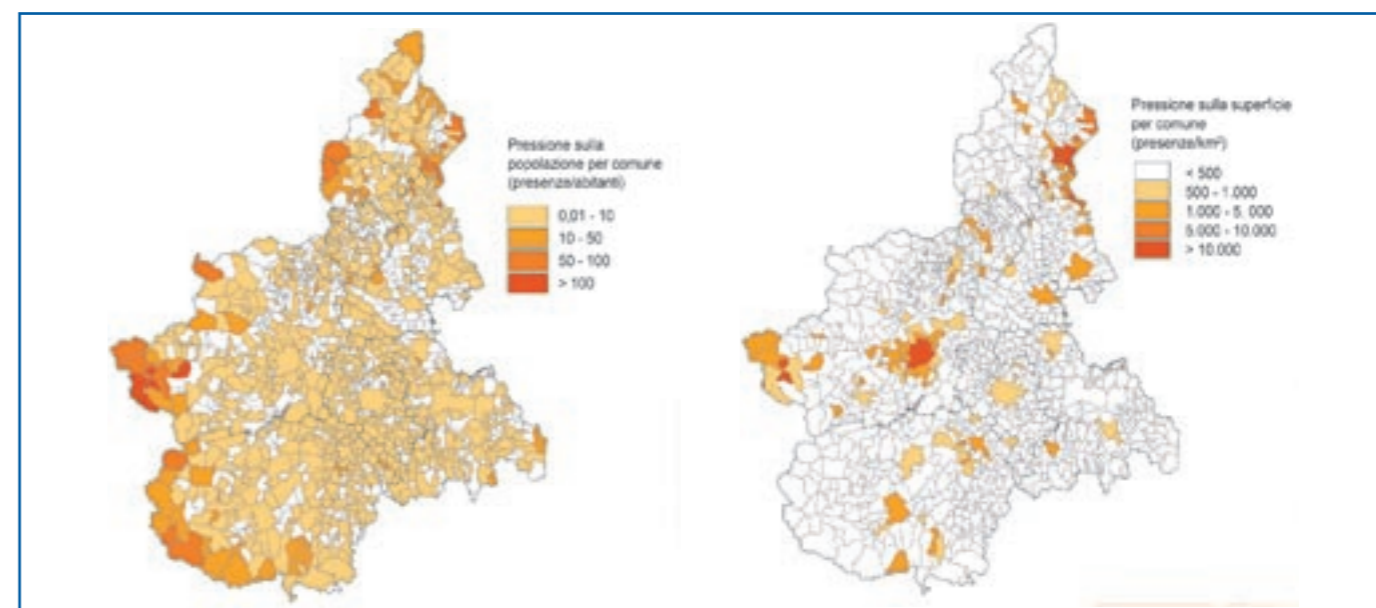 Pressione sulla
popolazione per comune
(presenze/abitanti)
0,01 - 10
10 - 50
50 - 100
> 100
Pressione sulla superficie
per comune
(presenze/km²)
< 500
500 - 1.000
1.000 - 5. 000
5.000 - 10.000
> 10.000